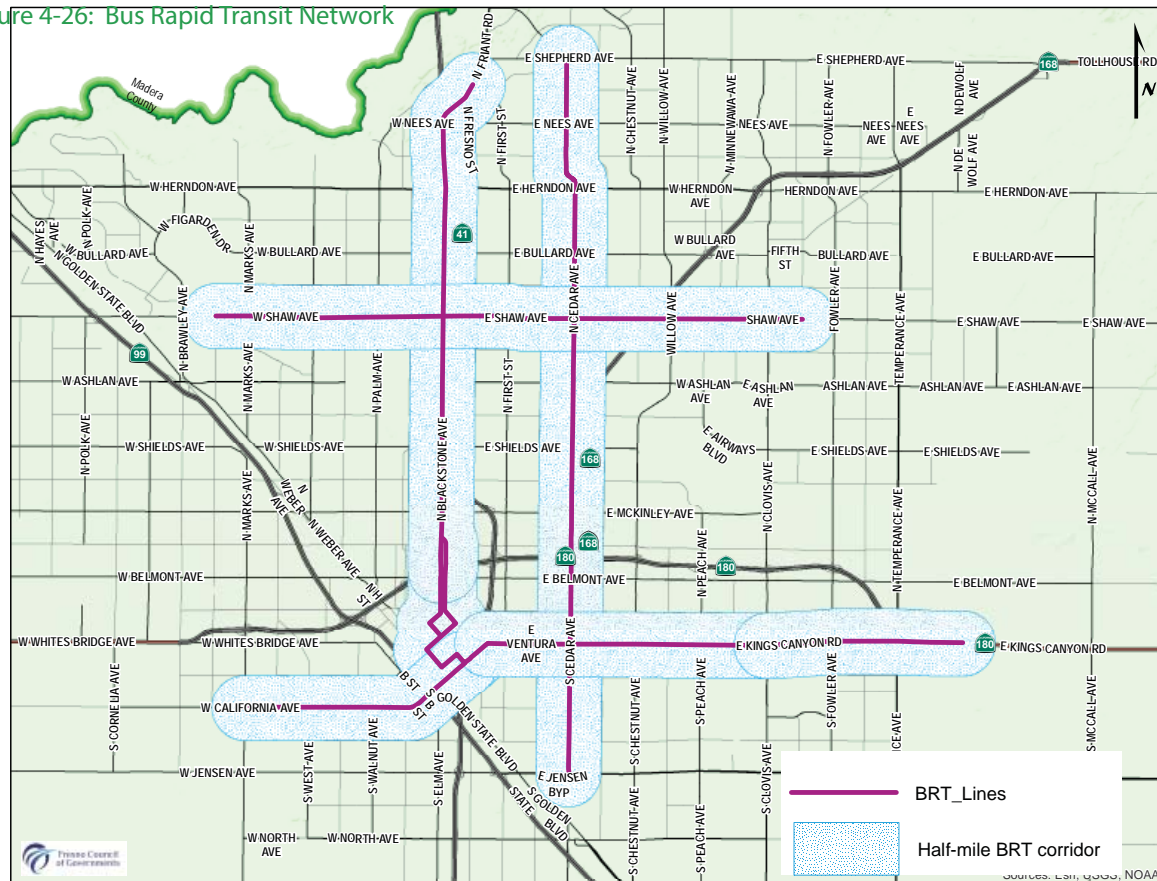 ure 4-26: Bus Rapid Transit Network
N FRIANT RD
E SHEPHERD AVE
E SHEPHERD AVE
168
TOLLHOUSE RD
N
Madera
County
N CHESTNUT AVE
N WILLOW AVE
N MINNEWAWA AVE
N FOWLER AVE
N DEWOLF
AVE
W NEES AVE
N FRESNO ST
N FIRST ST
E NEES AVE
NEES AVE
NEES
AVE
E
NEES
AVE
N DE
WOLF AVE
W HERNDON AVE
E HERNDON AVE
W HERNDON
AVE
HERNDON AVE
E HERNDON AVE
N HAYES
AVE
N POLK AVE
W FIGAR
DEN DR
N MARKS AVE
41
W BULLARD AVE
W BULLARD AVE
E BULLARD AVE
W BULLARD
AVE
FIFTH
ST
BULLARD AVE
E BULLARD AVE
N GOLDEN STATE BLVD
N BRAWLEY AVE
W SHAW AVE
E SHAW AVE
N CEDAR AVE
WILLOW AVE
SHAW AVE
FOWLER AVE
TEMPERANCE AVE
E SHAW AVE
E SHAW AVE
99
W ASHLAN AVE
N MARKS AVE
N PALM AVE
N FIRST ST
W ASHLAN
AVE
E ASHLAN
AVE
ASHLAN AVE
ASHLAN AVE
E ASHLAN AVE
N POLK AVE
W SHIELDS AVE
W SHIELDS AVE
N BLACKSTONE AVE
E SHIELDS AVE
168
E AIRWAYS
BLVD
E SHIELDS AVE
E SHIELDS AVE
N MARKS AVE
N
WEBER
AVE
N WEBER AVE
E MCKINLEY AVE
N CLOVIS AVE
N TEMPERANCE AVE
N MCCALL AVE
168
180
N PEACH AVE
180
W BELMONT AVE
N H
ST
E BELMONT AVE
E BELMONT AVE
W WHITES BRIDGE AVE
W WHITES BRIDGE AVE
E
VENTURA
AVE
S CEDAR AVE
E KINGS CANYON RD
180
E KINGS CANYON RD
S CORNELIA AVE
B ST
S B
ST
S GOLDEN STATE BLVD
W CALIFORNIA AVE
S CHESTNUT AVE
S PEACH AVE
S FOWLER AVE
S MCCALL AVE
W JENSEN AVE
S WEST AVE
S WALNUT AVE
S ELM AVE
E JENSEN
BYP
S CLOVIS AVE
ICE AVE
S GOLDEN
STATE BLVD
W NORTH
AVE
W NORTH AVE
S CHESTNUT AVE
S PEACH AVE
BRT_Lines
Half-mile BRT corridor
Fresno Council
of Governments
Sources: Esri, USGS, NOAA